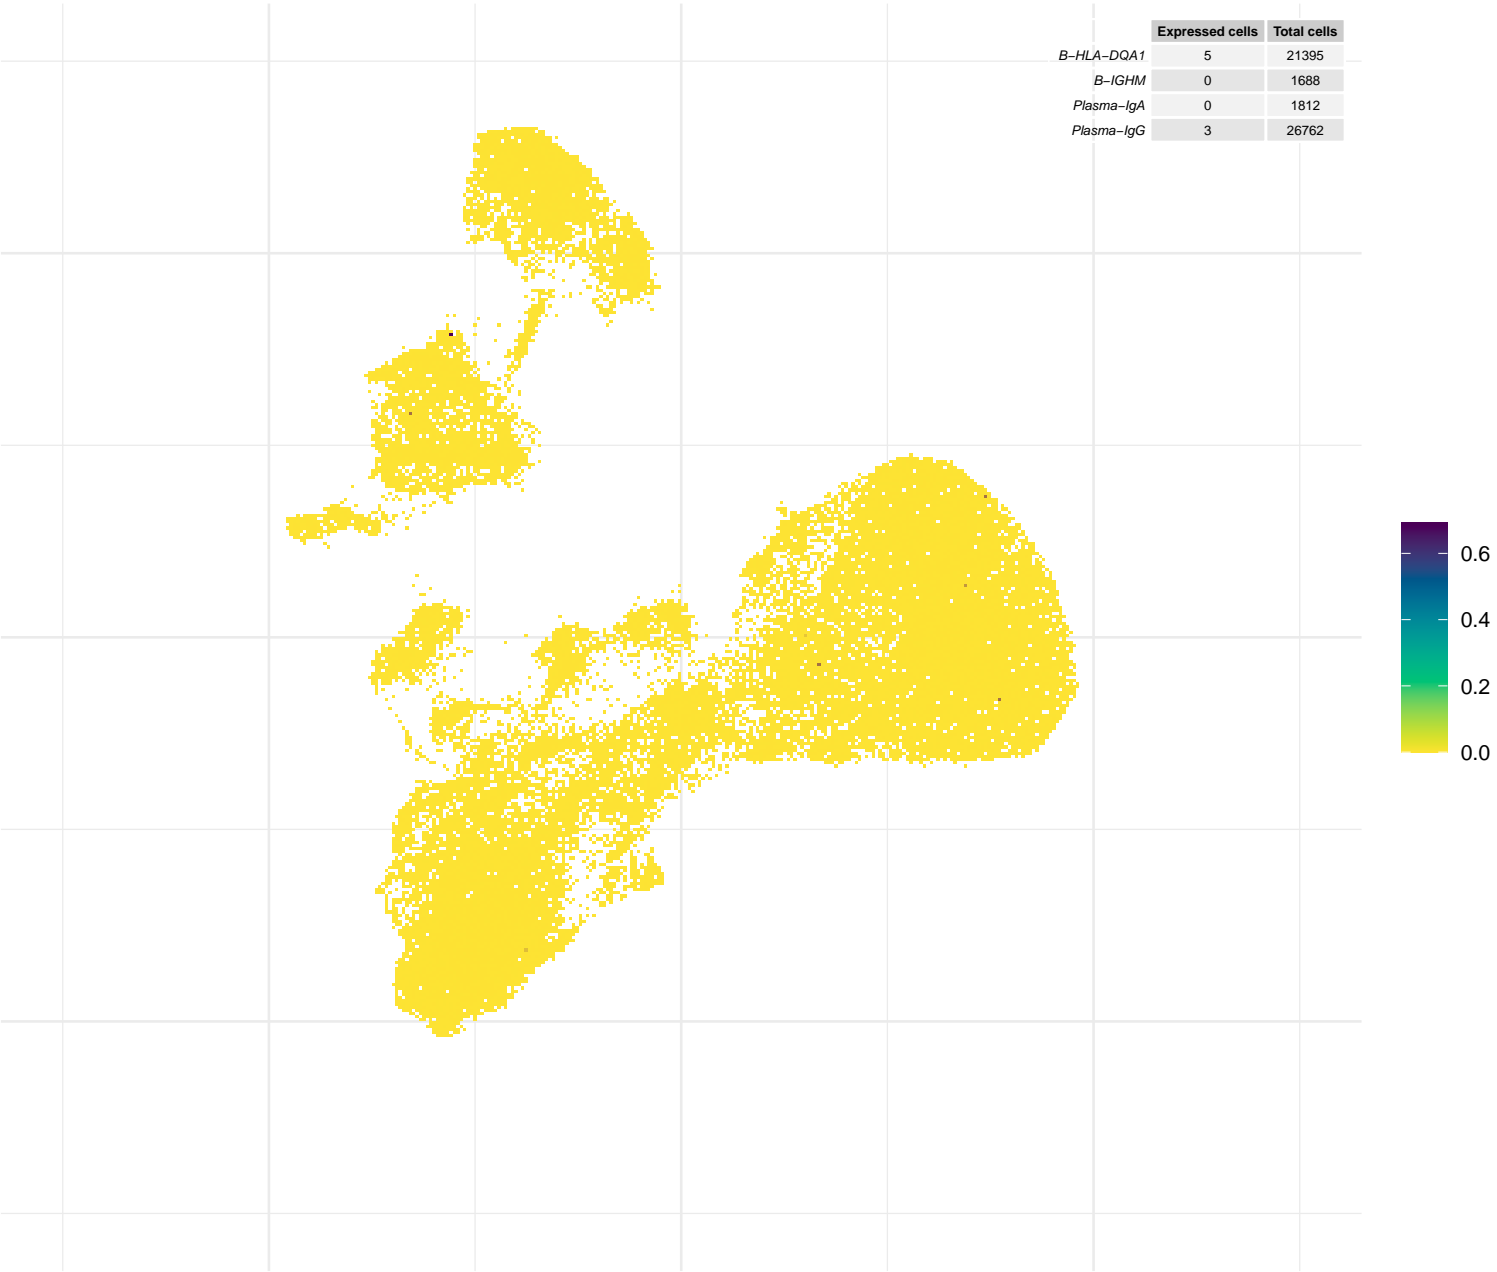 Expressed cells Total cells
B−HLA−DQA1 5 21395
B−IGHM 0 1688
Plasma−IgA 0 1812
Plasma−IgG 3 26762
0.6
0.4
0.2
0.0